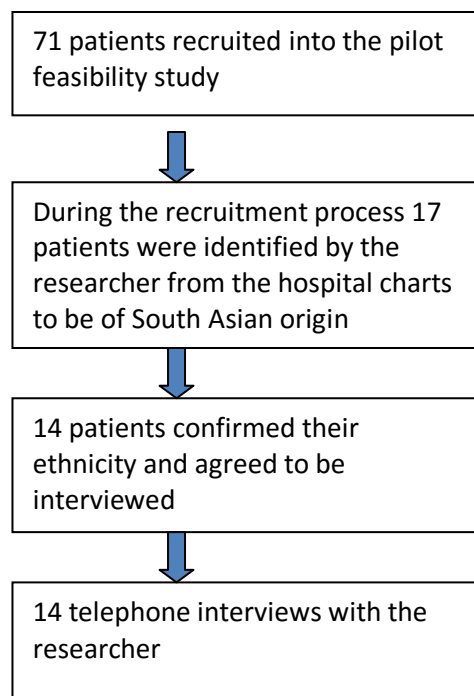 71 patients recruited into the pilot
feasibility study
During the recruitment process 17
patients were identified by the
researcher from the hospital charts
to be of South Asian origin
14 patients confirmed their
ethnicity and agreed to be
interviewed
14 telephone interviews with the
researcher